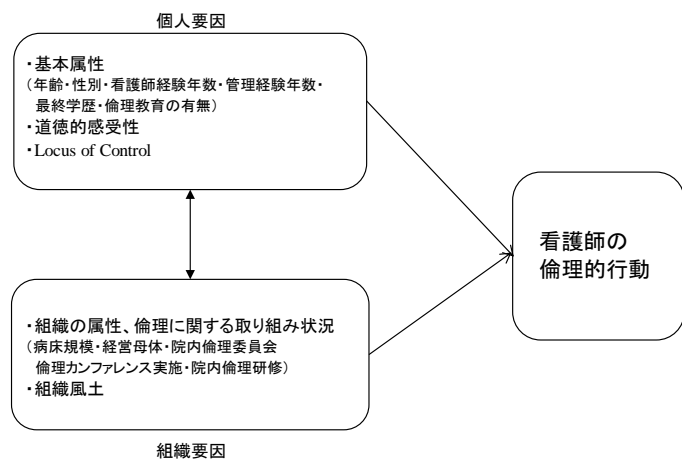 個人要因
・基本属性
(年齢・性別・看護師経験年数・管理経験年数・
最終学歴・倫理教育の有無)
・道徳的感受性
・Locus of Control
看護師の
倫理的行動
・組織の属性、倫理に関する取り組み状況
(病床規模・経営母体・院内倫理委員会
倫理カンファレンス実施・院内倫理研修)
・組織風土
組織要因